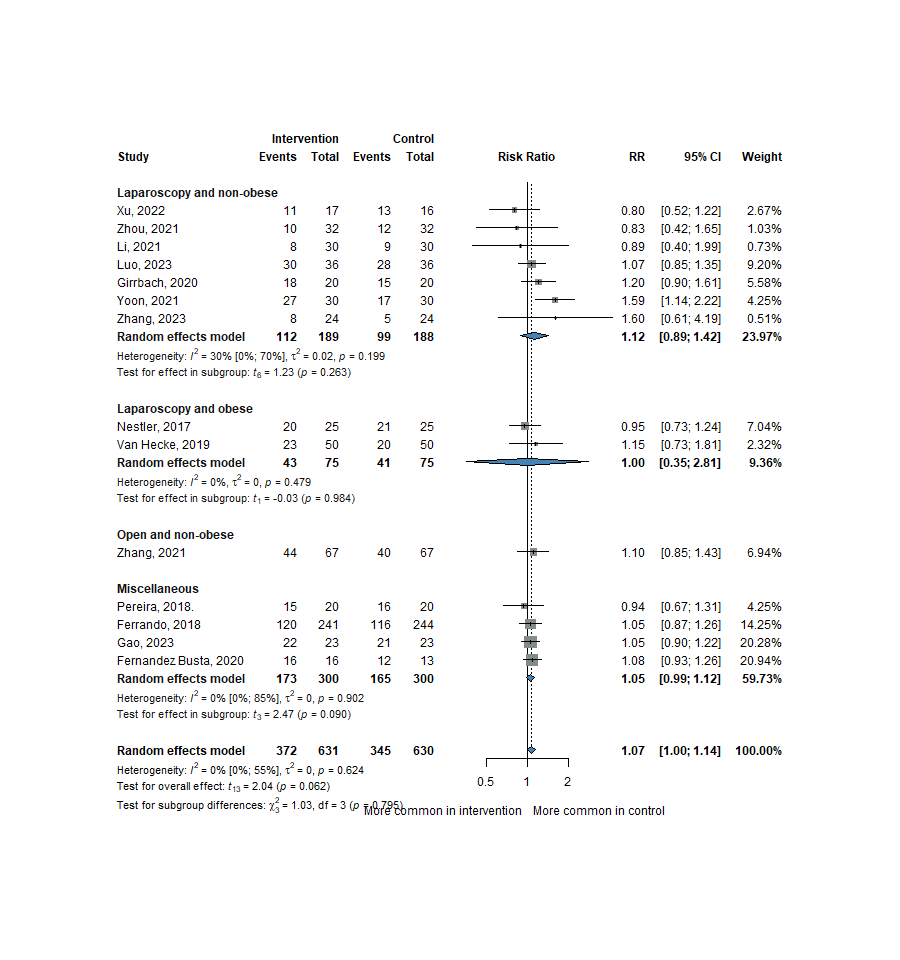 Intervention Control
Study Events Total Events Total Risk Ratio RR 95% CI Weight
Laparoscopy and non-obese
Xu, 2022 11 17 13 16 0.80 [0.52; 1.22] 2.67%
Zhou, 2021 10 32 12 32 0.83 [0.42; 1.65] 1.03%
Li, 2021 8 30 9 30 0.89 [0.40; 1.99] 0.73%
Luo, 2023 30 36 28 36 1.07 [0.85; 1.35] 9.20%
Girrbach, 2020 18 20 15 20 1.20 [0.90; 1.61] 5.58%
Yoon, 2021 27 30 17 30 1.59 [1.14; 2.22] 4.25%
Zhang, 2023 8 24 5 24 1.60 [0.61; 4.19] 0.51%
Random effects model 112 189 99 188 1.12 [0.89; 1.42] 23.97%
Heterogeneity: I² = 30% [0%; 70%], τ² = 0.02, p = 0.199
Test for effect in subgroup: t₆ = 1.23 (p = 0.263)
Laparoscopy and obese
Nestler, 2017 20 25 21 25 0.95 [0.73; 1.24] 7.04%
Van Hecke, 2019 23 50 20 50 1.15 [0.73; 1.81] 2.32%
Random effects model 43 75 41 75 1.00 [0.35; 2.81] 9.36%
Heterogeneity: I² = 0%, τ² = 0, p = 0.479
Test for effect in subgroup: t₁ = -0.03 (p = 0.984)
Open and non-obese
Zhang, 2021 44 67 40 67 1.10 [0.85; 1.43] 6.94%
Miscellaneous
Pereira, 2018. 15 20 16 20 0.94 [0.67; 1.31] 4.25%
Ferrando, 2018 120 241 116 244 1.05 [0.87; 1.26] 14.25%
Gao, 2023 22 23 21 23 1.05 [0.90; 1.22] 20.28%
Fernandez Busta, 2020 16 16 12 13 1.08 [0.93; 1.26] 20.94%
Random effects model 173 300 165 300 1.05 [0.99; 1.12] 59.73%
Heterogeneity: I² = 0% [0%; 85%], τ² = 0, p = 0.902
Test for effect in subgroup: t₃ = 2.47 (p = 0.090)
Random effects model 372 631 345 630 1.07 [1.00; 1.14] 100.00%
Heterogeneity: I² = 0% [0%; 55%], τ² = 0, p = 0.624
Test for overall effect: t₁₃ = 2.04 (p = 0.062)
0.5 1 2
Test for subgroup differences: χ²₃ = 1.03, df = 3 (p = 0.795)
More common in intervention More common in control